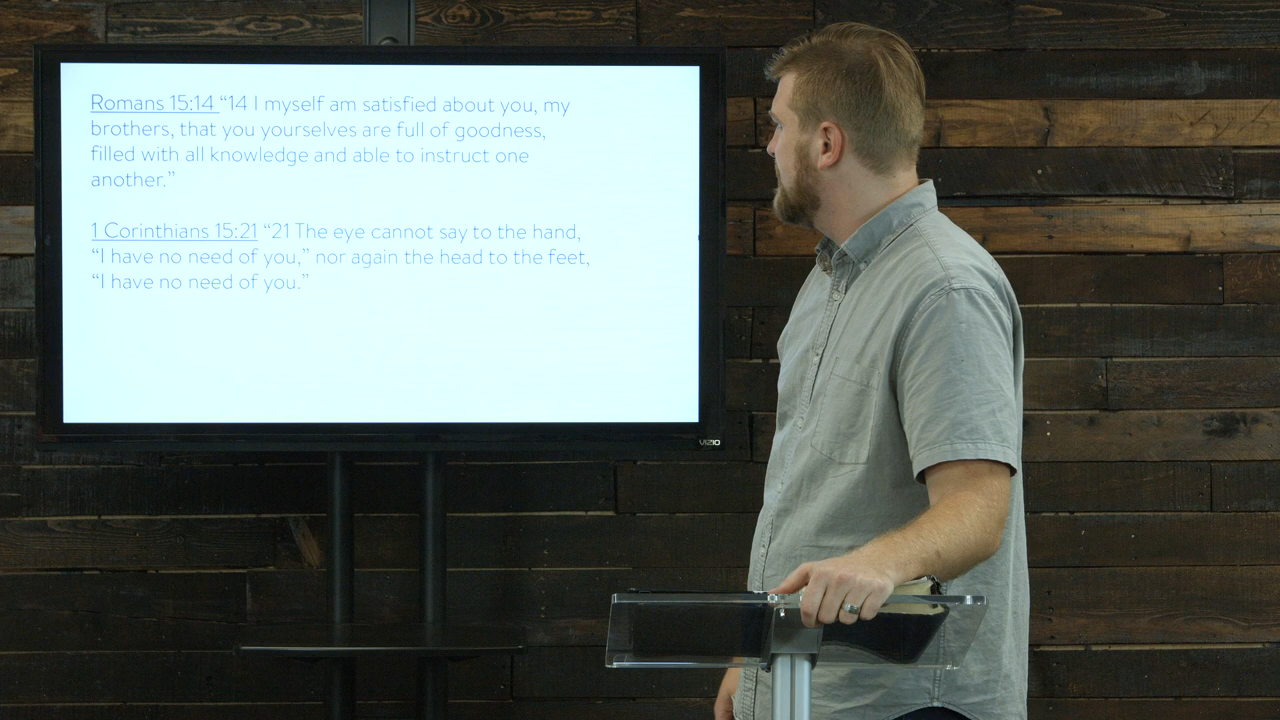 Romans 15:14 “14 I myself am satisfied about you, my
brothers, that you yourselves are full of goodness,
filled with all knowledge and able to instruct one
another.”
1 Corinthians 15:21 “21 The eye cannot say to the hand,
“I have no need of you,” nor again the head to the feet,
“I have no need of you.”
VIZIO